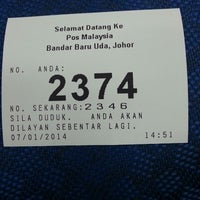 Selamat Datang Ke
Pos Malaysia
Bandar Baru Uda, Johor
NO. ANDA:
2374
NO. SEKARANG:2346
SILA DUDUK. ANDA AKAN
DILAYAN SEBENTAR LAGI.
07/01/2014 14:51